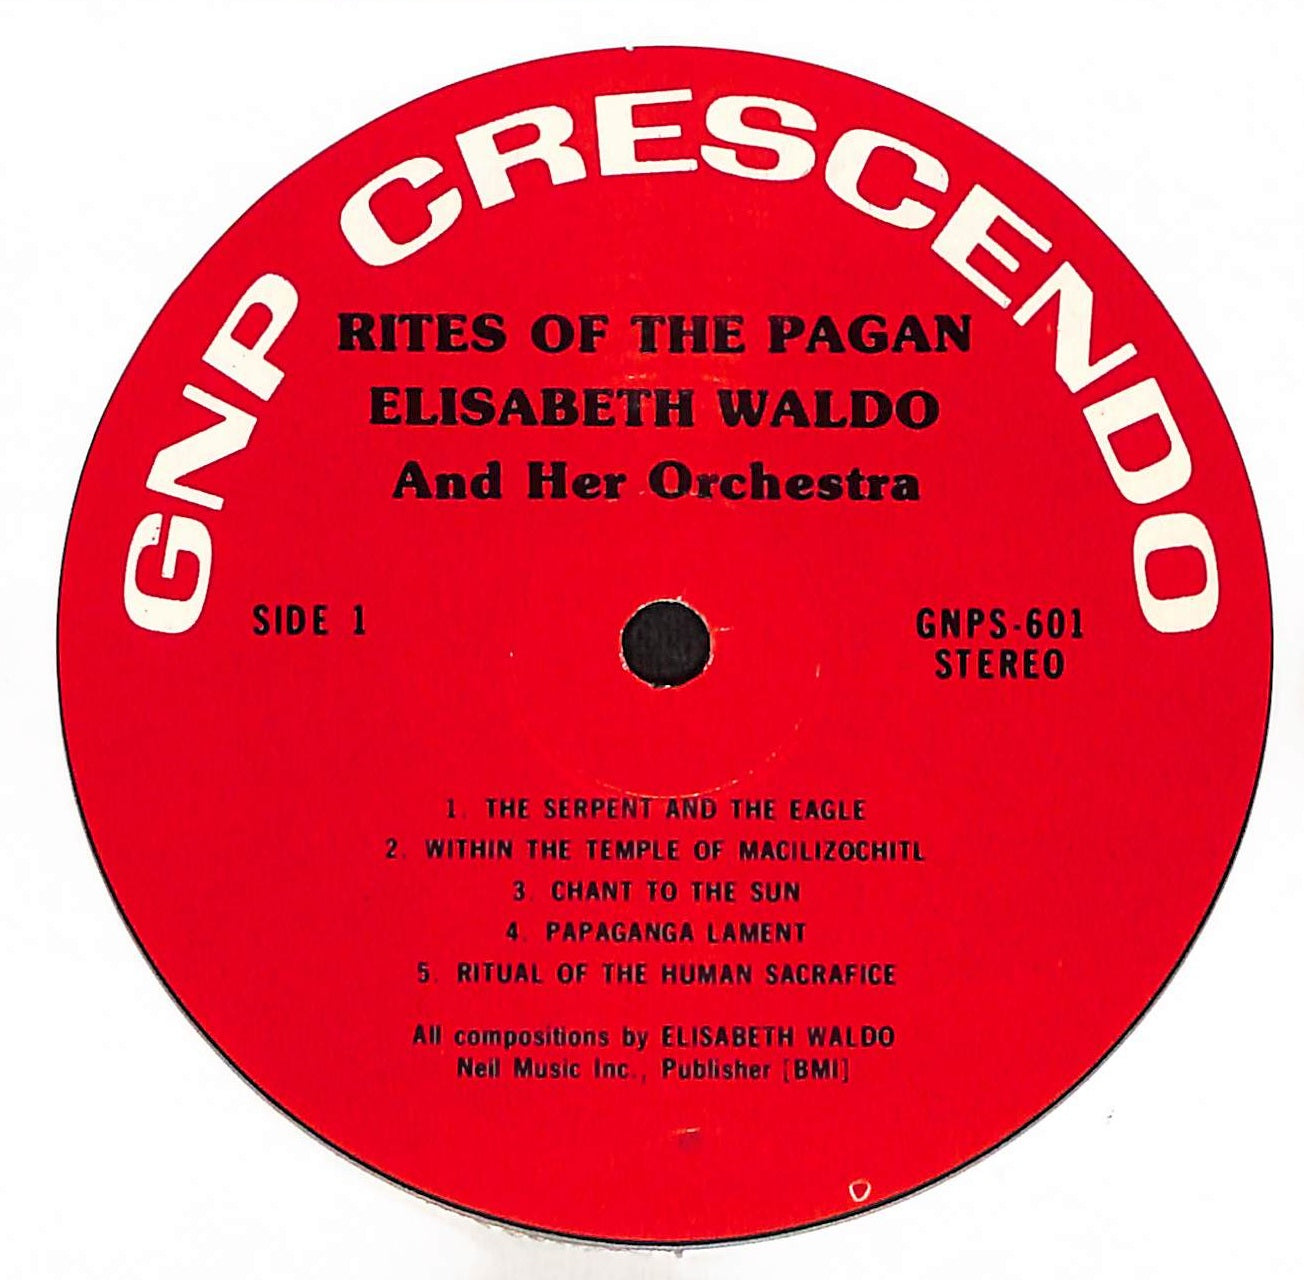 GNP CRESCENDO
RITES OF THE PAGAN
ELISABETH WALDO
And Her Orchestra
SIDE 1
GNPS-601
STEREO
1. THE SERPENT AND THE EAGLE
2. WITHIN THE TEMPLE OF MACILIZOCHITL
3. CHANT TO THE SUN
4. PAPAGANGA LAMENT
5. RITUAL OF THE HUMAN SACRAFICE
All compositions by ELISABETH WALDO
Neil Music Inc., Publisher [BMI]